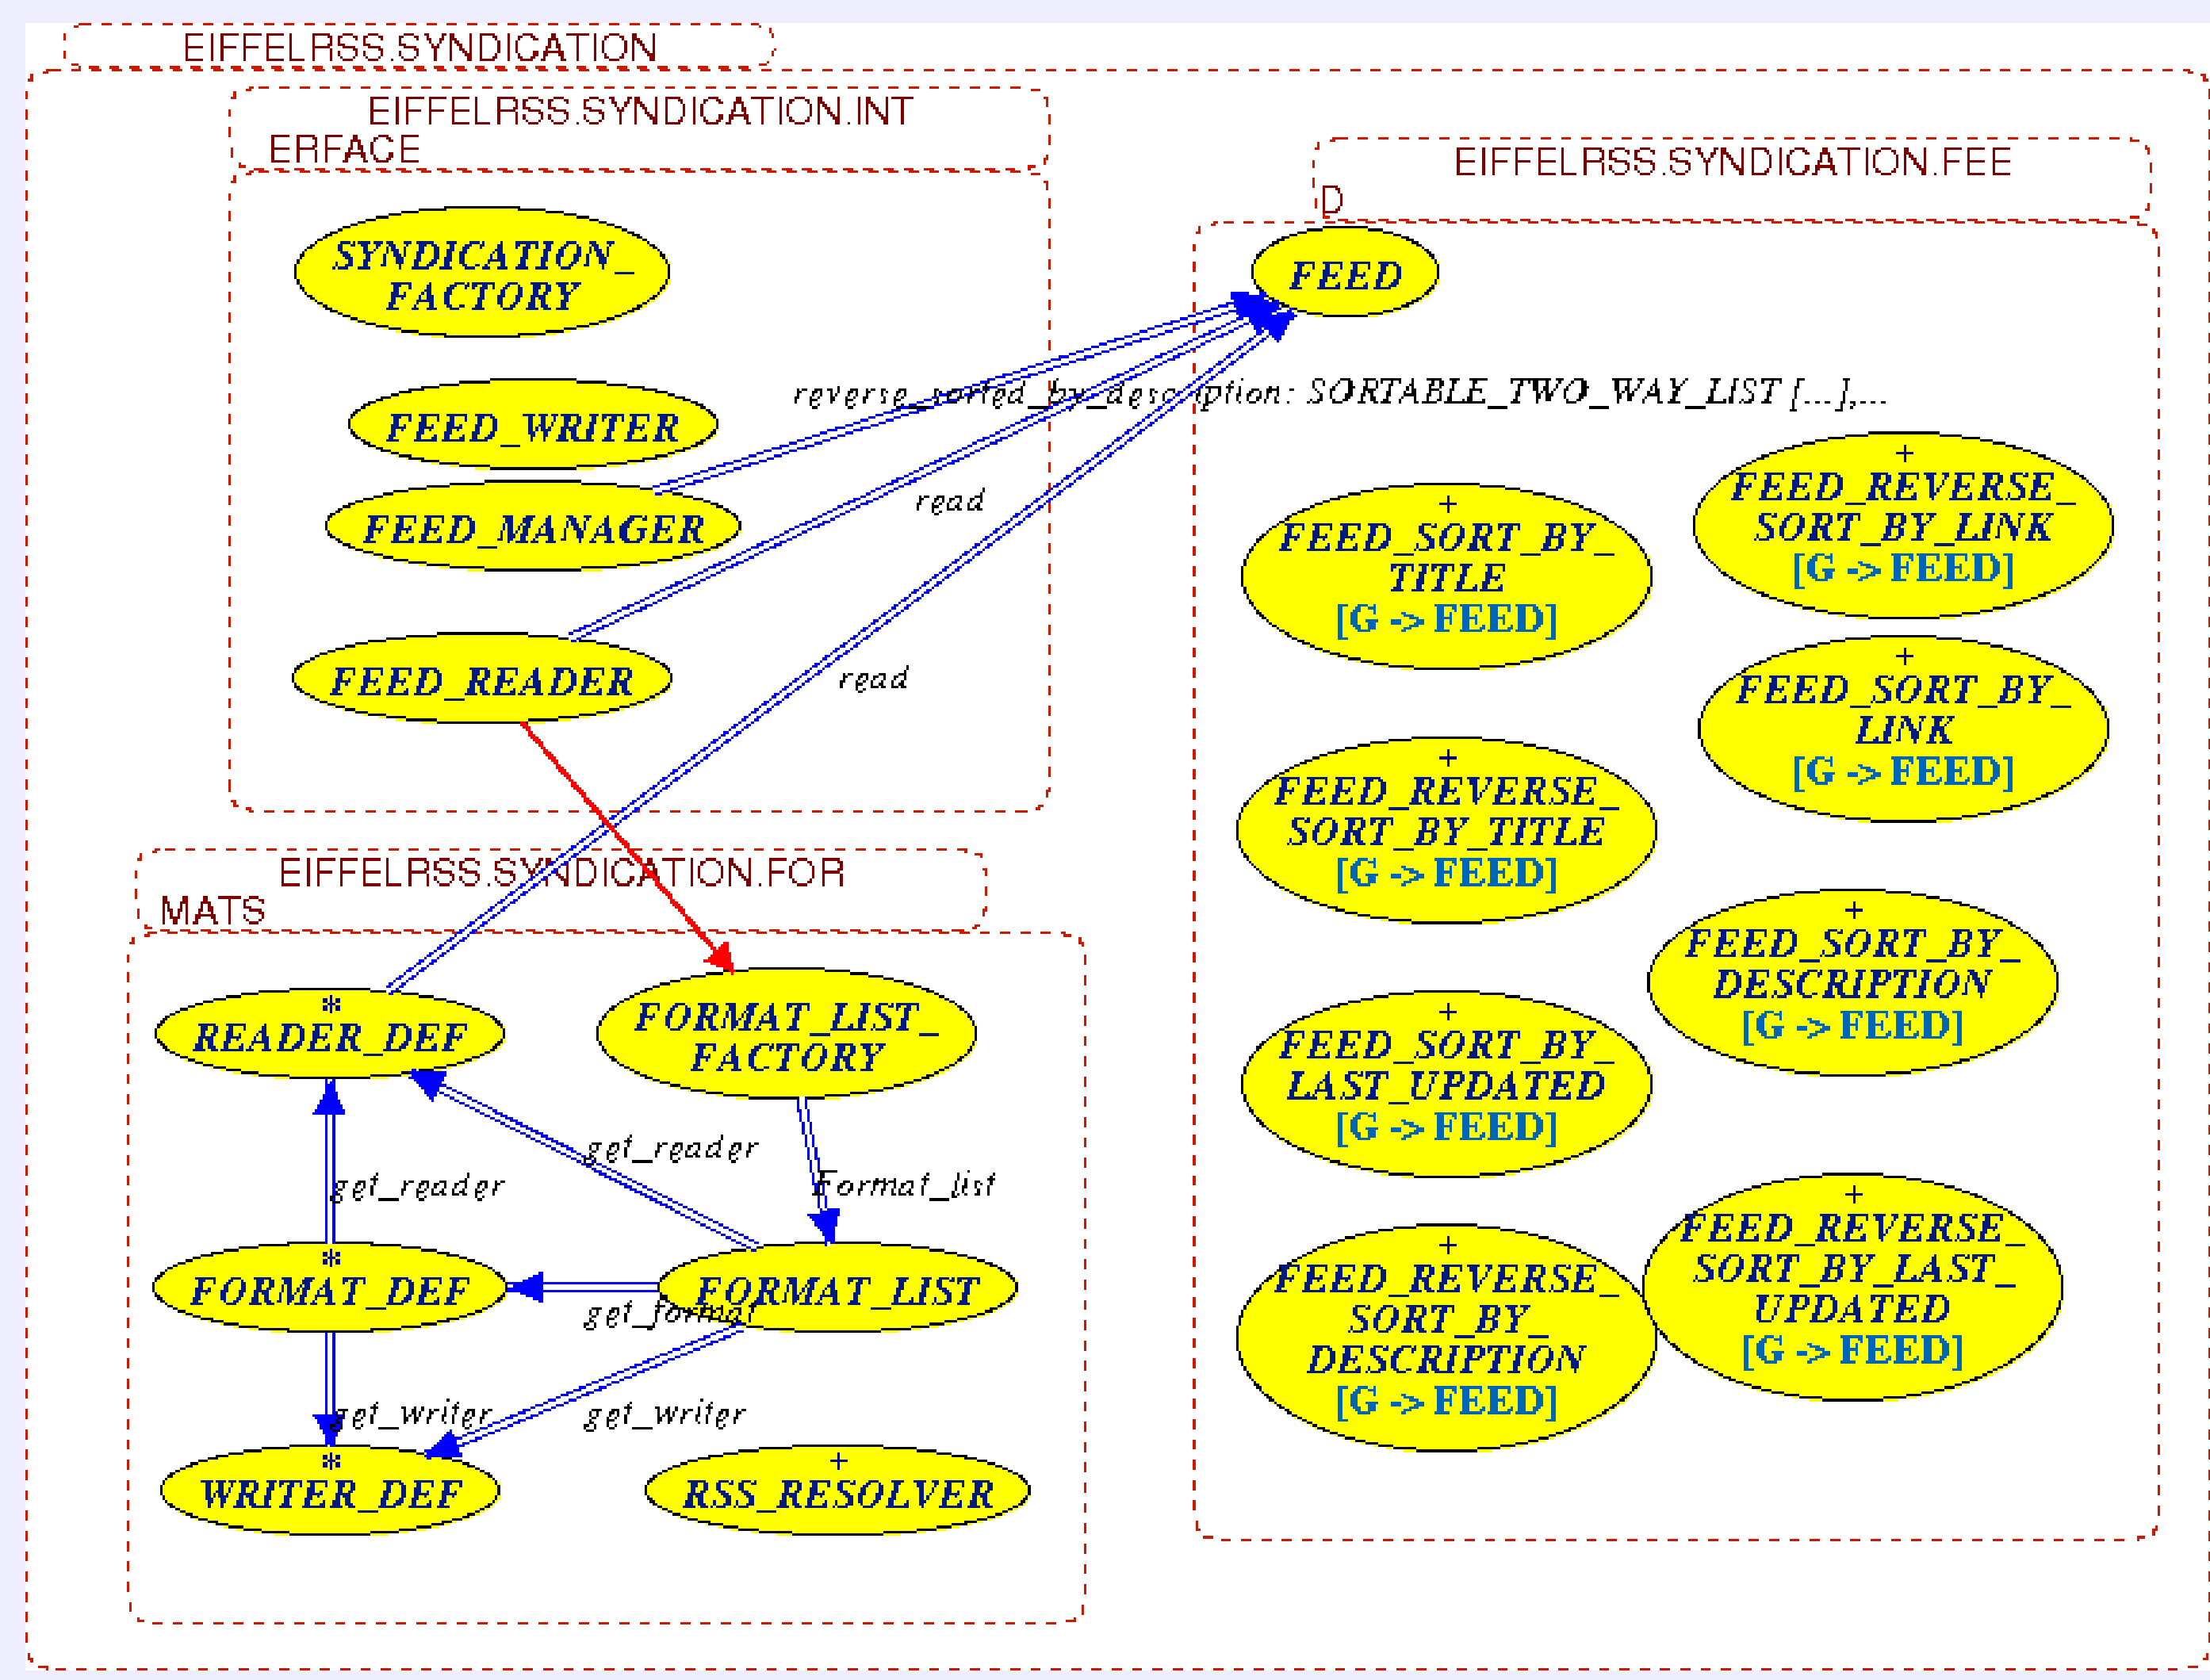 EIFFELRSS.SYNDICATION
EIFFELRSS.SYNDICATION.INT
ERFACE
SYNDICATION_
FACTORY
FEED_WRITER
FEED_MANAGER
FEED_READER
EIFFELRSS.SYNDICATION.FEE
D
FEED
reverse_sorted_by_description: SORTABLE_TWO_WAY_LIST [...],...
read
read
+
FEED_SORT_BY_
TITLE
[G -> FEED]
+
FEED_REVERSE_
SORT_BY_LINK
[G -> FEED]
+
FEED_SORT_BY_
LINK
[G -> FEED]
+
FEED_REVERSE_
SORT_BY_TITLE
[G -> FEED]
+
FEED_SORT_BY_
DESCRIPTION
[G -> FEED]
+
FEED_SORT_BY_
LAST_UPDATED
[G -> FEED]
+
FEED_REVERSE_
SORT_BY_LAST_
UPDATED
[G -> FEED]
+
FEED_REVERSE_
SORT_BY_
DESCRIPTION
[G -> FEED]
EIFFELRSS.SYNDICATION.FOR
MATS
*
READER_DEF
FORMAT_LIST_
FACTORY
get_reader
get_reader
Format_list
*
FORMAT_DEF
FORMAT_LIST
get_format
get_writer
get_writer
*
WRITER_DEF
+
RSS_RESOLVER